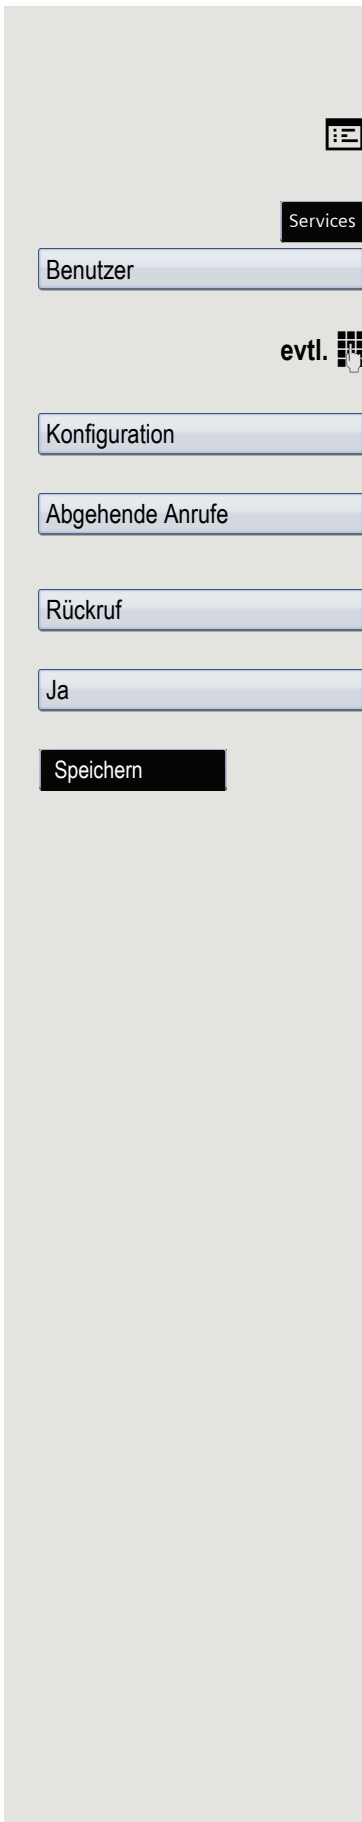 Services
Benutzer
evtl.
Konfiguration
Abgehende Anrufe
Rückruf
Ja
Speichern